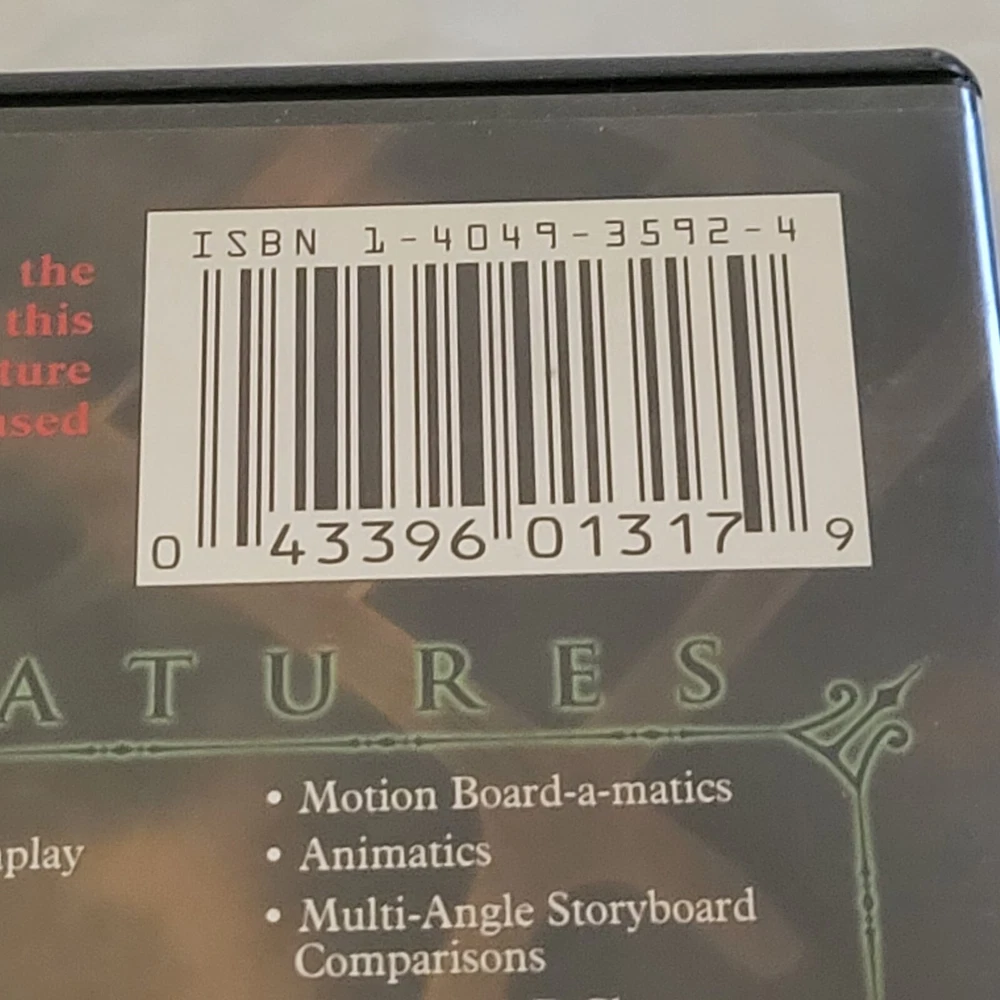 ISBN 1-4049-3592-4
the
this
ture
used
0 43396 01317 9
ATURES
• Motion Board-a-matics
play
• Animatics
• Multi-Angle Storyboard
Comparisons